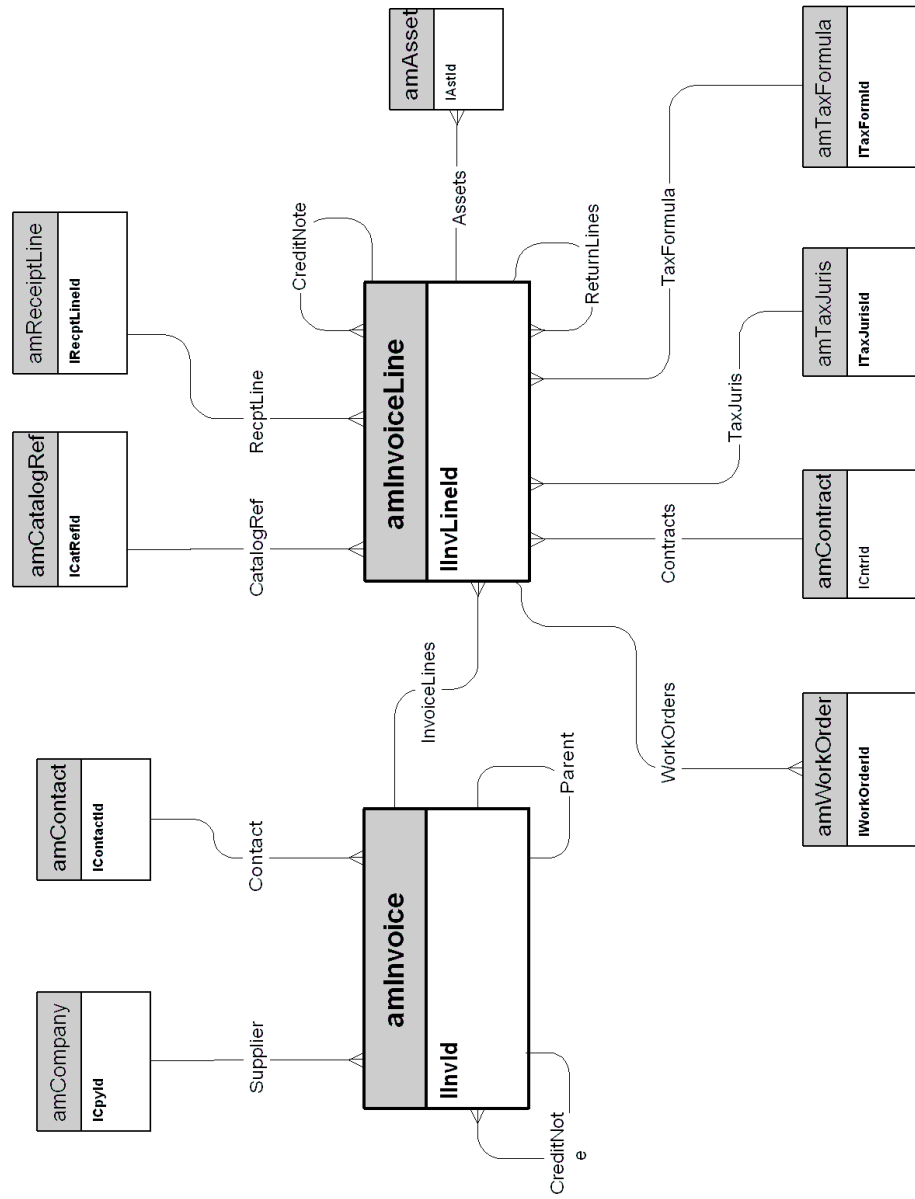 amCompany
lCpyId
amContact
lContactId
amCatalogRef
lCatRefId
amReceiptLine
lRecptLineId
Supplier
Contact
CatalogRef
RecptLine
CreditNote
amInvoice
lInvId
InvoiceLines
amInvoiceLine
lInvLineId
Assets
amAsset
lAstId
CreditNot
e
Parent
ReturnLines
WorkOrders
Contracts
TaxJuris
TaxFormula
amWorkOrder
lWorkOrderId
amContract
lCntrId
amTaxJuris
lTaxJurisId
amTaxFormula
lTaxFormId